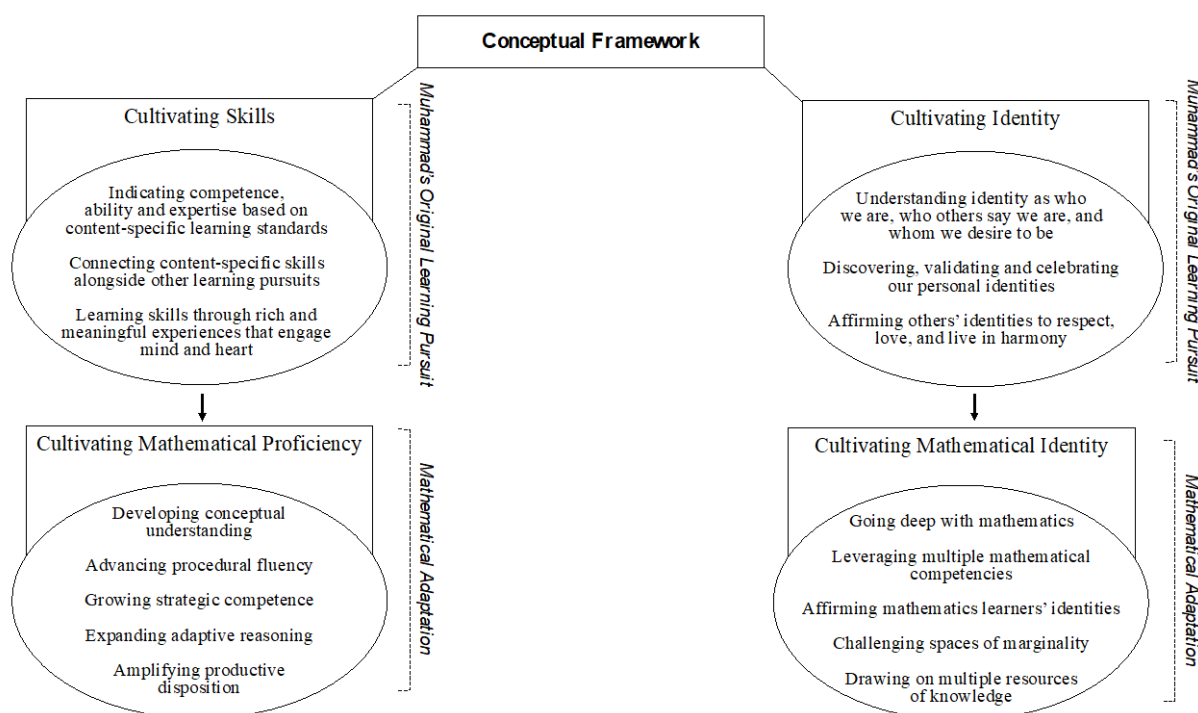 Conceptual Framework
Cultivating Skills
Indicating competence,
ability and expertise based on
content-specific learning standards
Connecting content-specific skills
alongside other learning pursuits
Learning skills through rich and
meaningful experiences that engage
mind and heart
Muhammad's Original Learning Pursuit
Cultivating Identity
Understanding identity as who
we are, who others say we are, and
whom we desire to be
Discovering, validating and celebrating
our personal identities
Affirming others' identities to respect,
love, and live in harmony
Muhammad's Original Learning Pursuit
Cultivating Mathematical Proficiency
Developing conceptual
understanding
Advancing procedural fluency
Growing strategic competence
Expanding adaptive reasoning
Amplifying productive
disposition
Mathematical Adaptation
Cultivating Mathematical Identity
Going deep with mathematics
Leveraging multiple mathematical
competencies
Affirming mathematics learners' identities
Challenging spaces of marginality
Drawing on multiple resources
of knowledge
Mathematical Adaptation